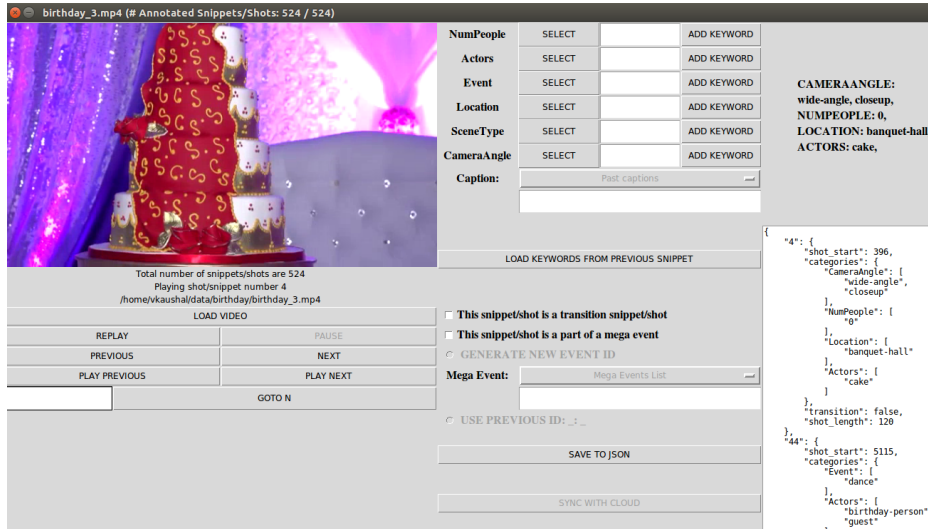 birthday_3.mp4 (# Annotated Snippets/Shots: 524 / 524)
NumPeople SELECT ADD KEYWORD
Actors SELECT ADD KEYWORD
Event SELECT ADD KEYWORD
Location SELECT ADD KEYWORD
SceneType SELECT ADD KEYWORD
CameraAngle SELECT ADD KEYWORD
Caption: Past captions
LOAD KEYWORDS FROM PREVIOUS SNIPPET
CAMERAANGLE:
wide-angle, closeup,
NUMPEOPLE: 0,
LOCATION: banquet-hall
ACTORS: cake,
Total number of snippets/shots are 524
Playing shot/snippet number 4
/home/vkaushal/data/birthday/birthday_3.mp4
LOAD VIDEO
REPLAY PAUSE
PREVIOUS NEXT
PLAY PREVIOUS PLAY NEXT
GOTO N
This snippet/shot is a transition snippet/shot
This snippet/shot is a part of a mega event
GENERATE NEW EVENT ID
Mega Event: Mega Events List
USE PREVIOUS ID: _: _
SAVE TO JSON
SYNC WITH CLOUD
{
"4": {
"shot_start": 396,
"categories": {
"CameraAngle": [
"wide-angle",
"closeup"
],
"NumPeople": [
"0"
],
"Location": [
"banquet-hall"
],
"Actors": [
"cake"
]
},
"transition": false,
"shot_length": 120
},
"44": {
"shot_start": 5115,
"categories": {
"Event": [
"dance"
],
"Actors": [
"birthday-person"
"guest"